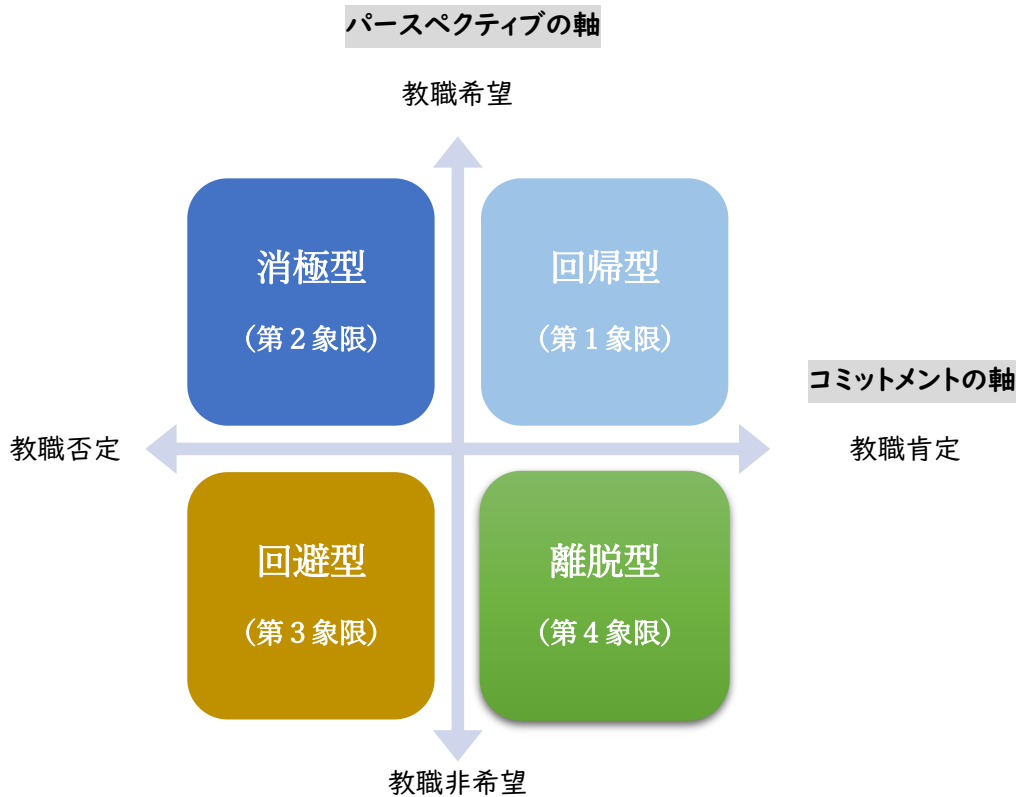 パースペクティブの軸
教職希望
消極型
(第2象限)
回帰型
(第1象限)
コミットメントの軸
教職否定
教職肯定
回避型
(第3象限)
離脱型
(第4象限)
教職非希望